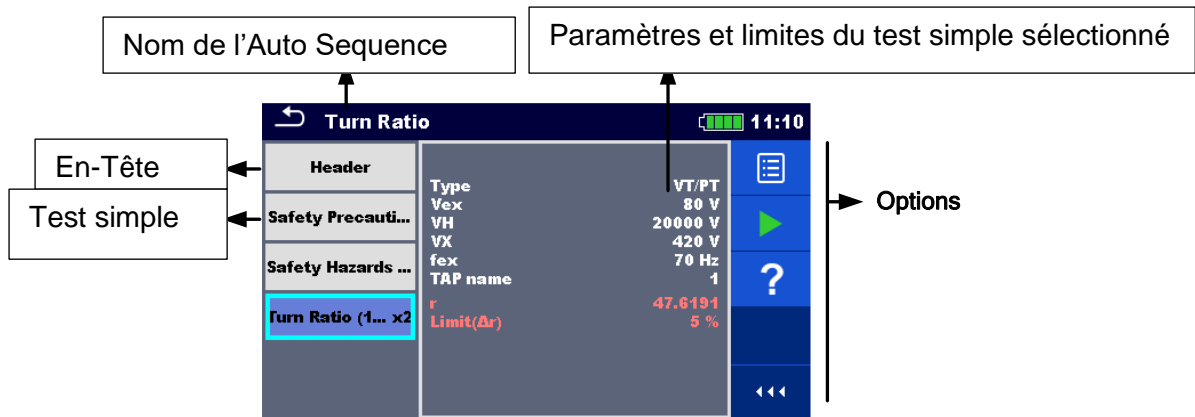 Nom de l’Auto Sequence
Paramètres et limites du test simple sélectionné
Turn Ratio
11:10
En-Tête
Test simple
Header
Safety Precauti...
Safety Hazards ...
Turn Ratio (1... x2
Type VT/PT
Vex 80 V
VH 20000 V
VX 420 V
fex 70 Hz
TAP name 1
r 47.6191
Limit(Δr) 5 %
?
Options